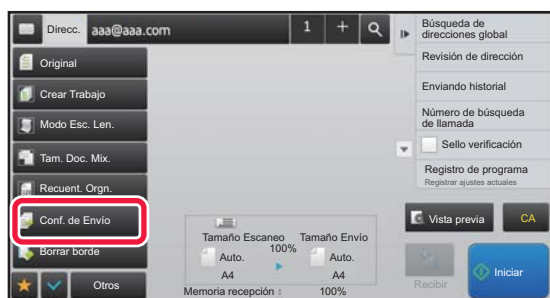 Direcc.
aaa@aaa.com
1
+
Original
Crear Trabajo
Modo Esc. Len.
Tam. Doc. Mix.
Recuent. Orgn.
Conf. de Envío
Borrar borde
Otros
Tamaño Escaneo
100%
Tamaño Envío
Auto.
A4
Auto.
A4
Memoria recepción :
100%
Búsqueda de
direcciones global
Revisión de dirección
Enviando historial
Número de búsqueda
de llamada
Sello verificación
Registro de programa
Registrar ajustes actuales
Vista previa
CA
Recibir
Iniciar